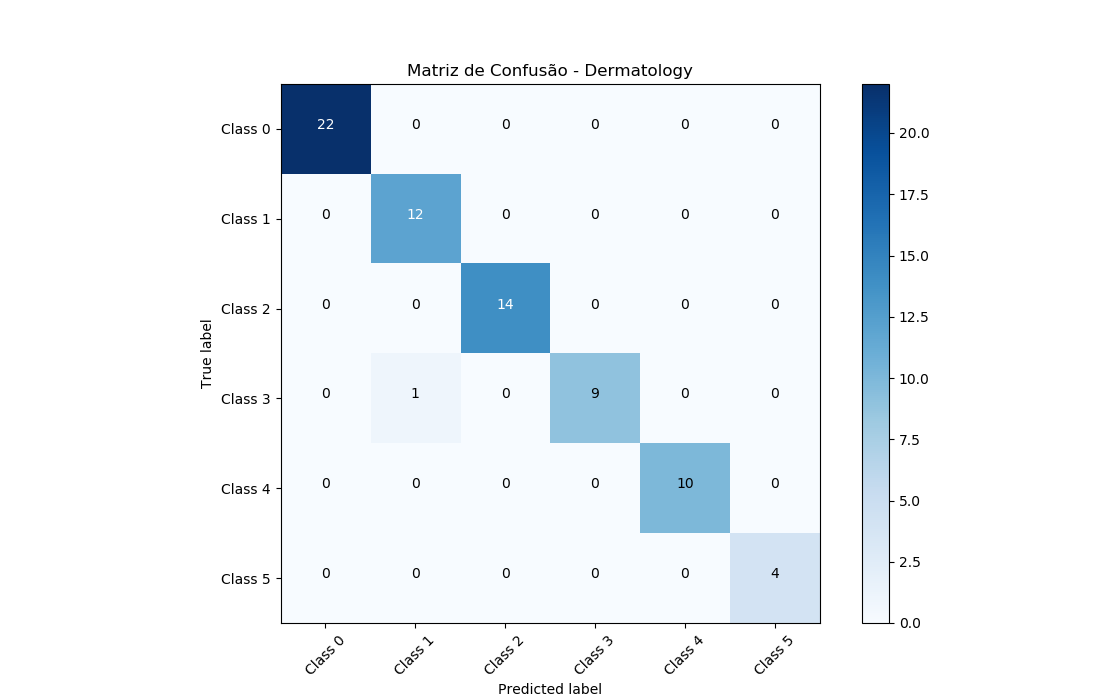 Matriz de Confusão - Dermatology
True label
Class 0 22 0 0 0 0 0
Class 1 0 12 0 0 0 0
Class 2 0 0 14 0 0 0
Class 3 0 1 0 9 0 0
Class 4 0 0 0 0 10 0
Class 5 0 0 0 0 0 4
Class 0 Class 1 Class 2 Class 3 Class 4 Class 5
Predicted label
20.0
17.5
15.0
12.5
10.0
7.5
5.0
2.5
0.0